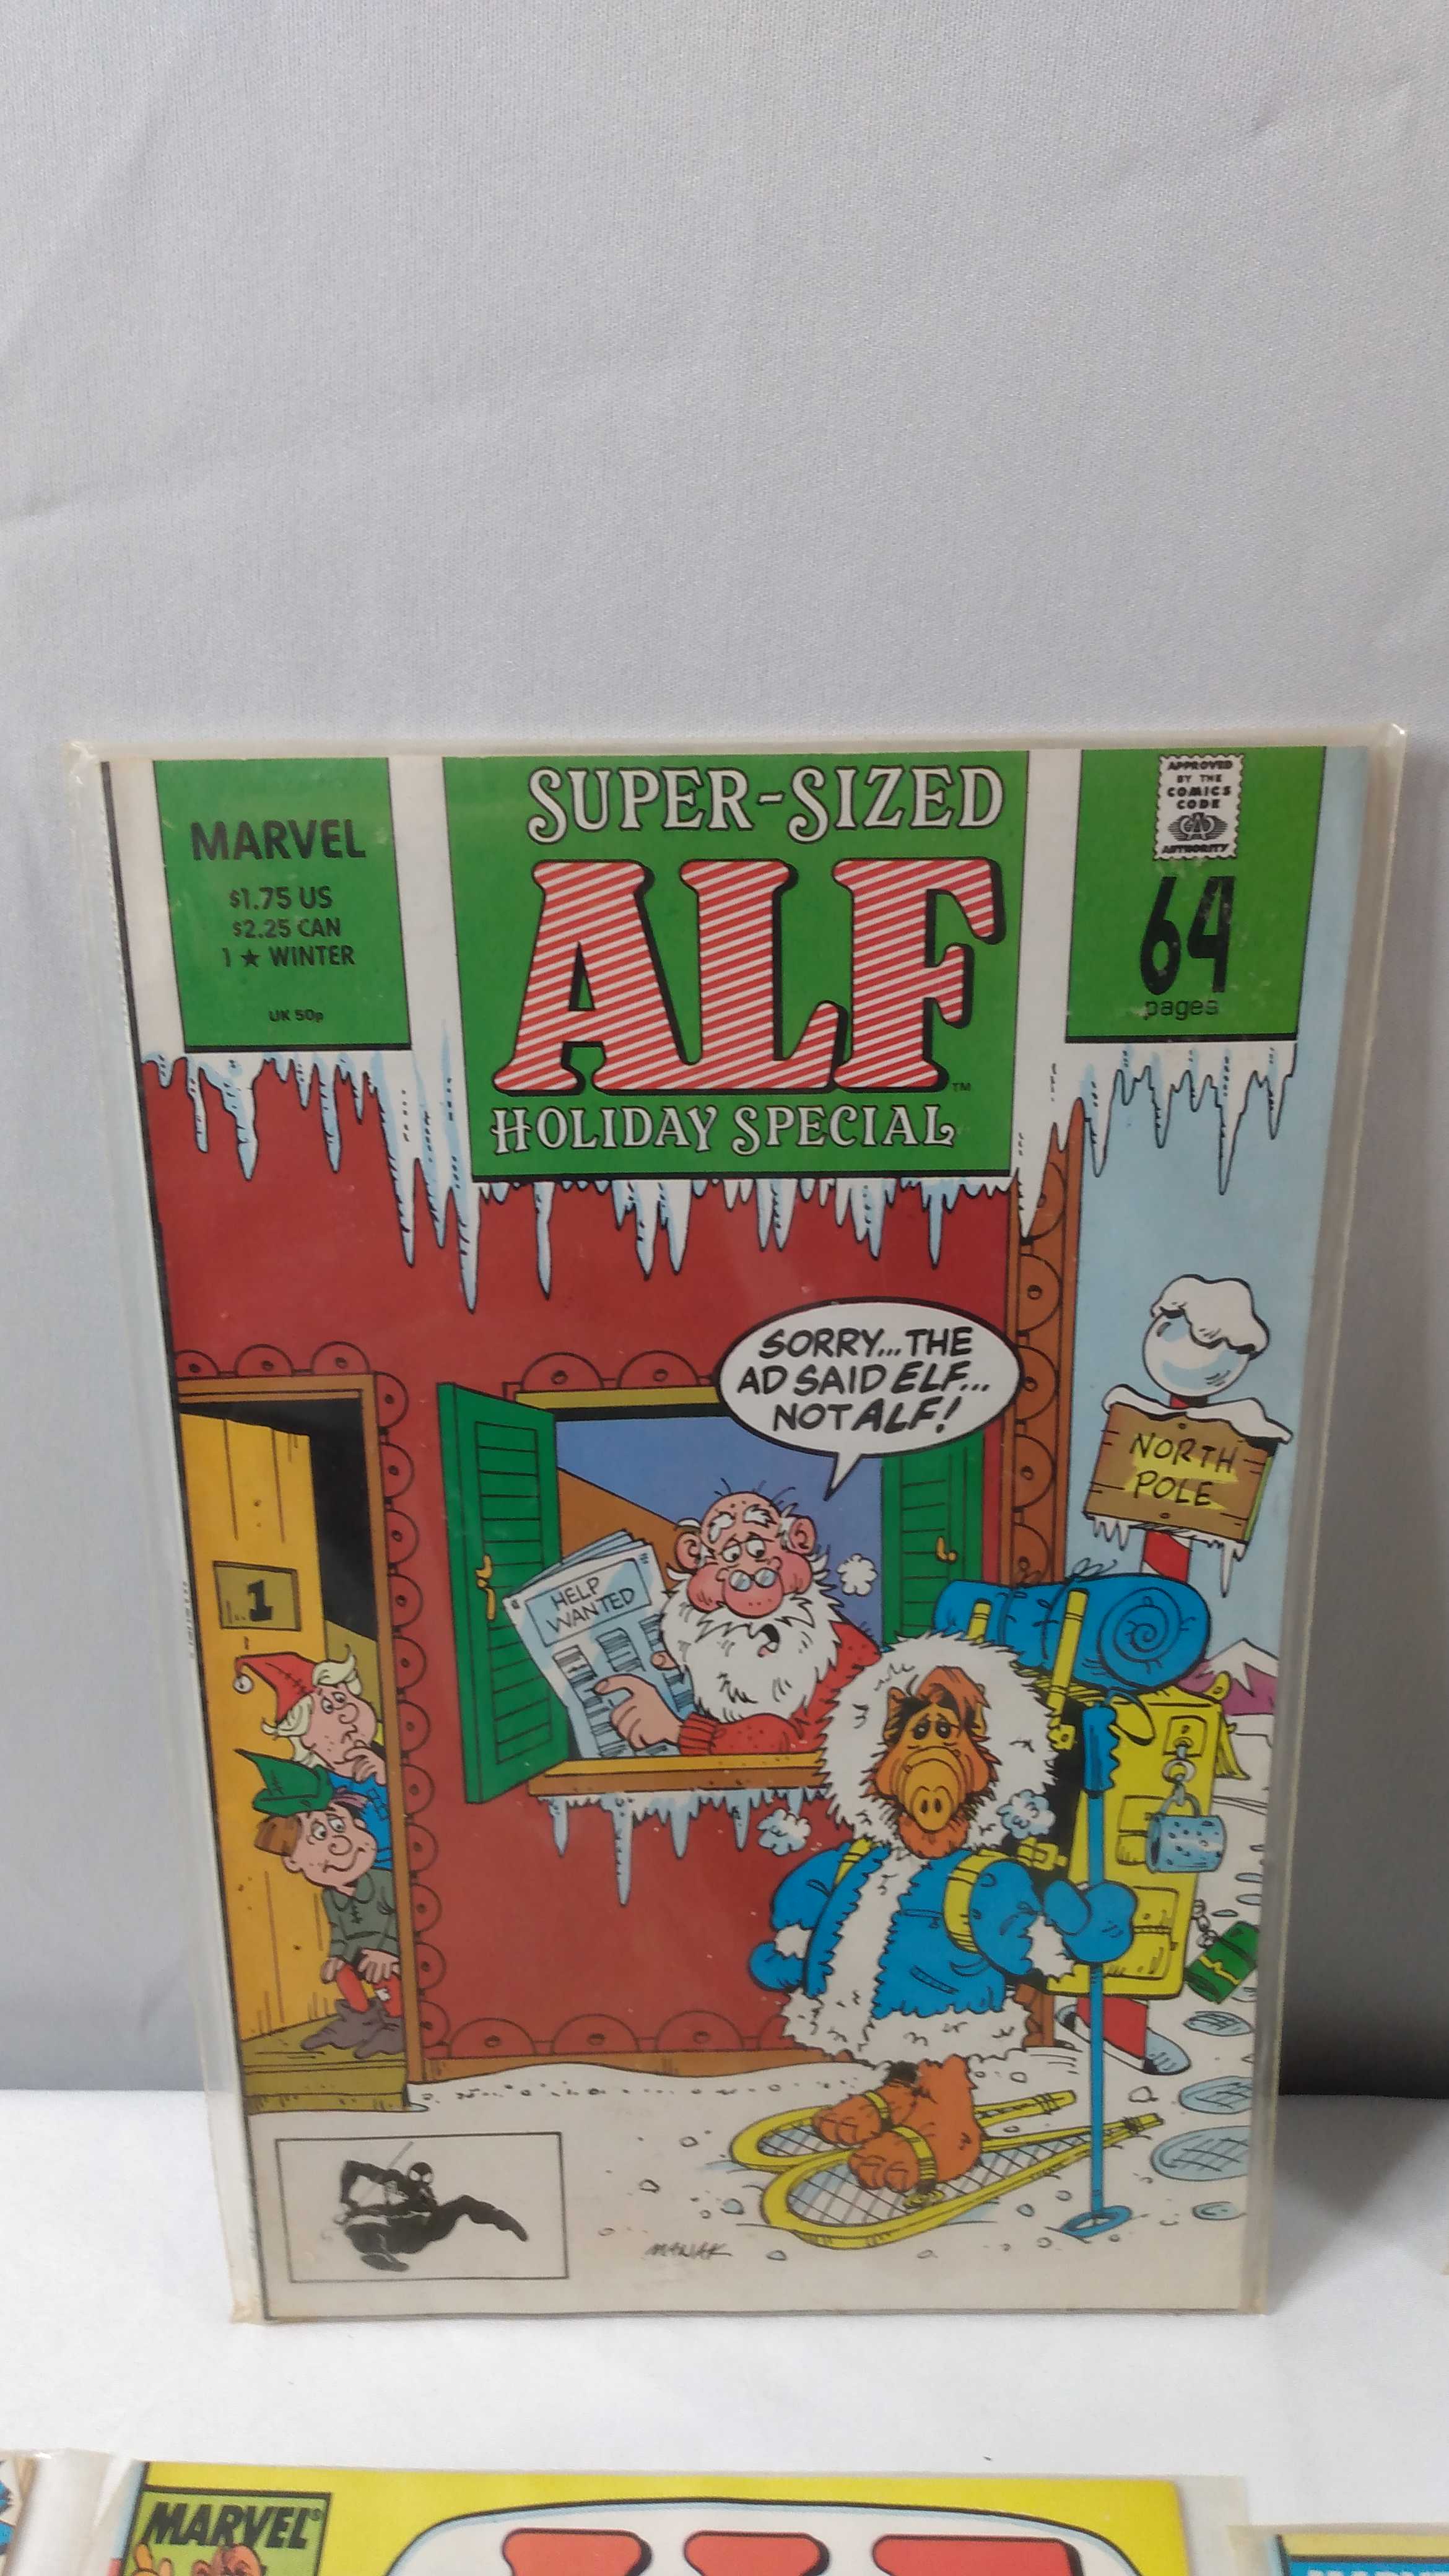 MARVEL
$1.75 US
$2.25 CAN
1 ★ WINTER
UK 50p
SUPER-SIZED
ALF
TM
HOLIDAY SPECIAL
APPROVED
BY THE
COMICS
CODE
AUTHORITY
64
pages
SORRY...THE
AD SAID ELF...
NOT ALF!
NORTH
POLE
HELP
WANTED
1
MANAK
MARVEL